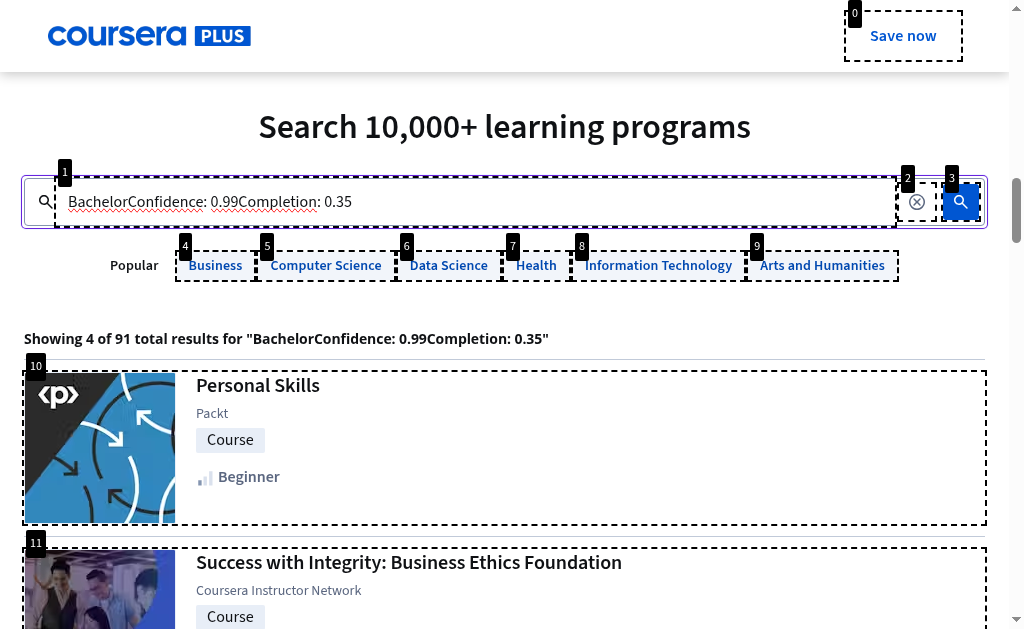 coursera PLUS
0
Save now
Search 10,000+ learning programs
1
2
3
BachelorConfidence: 0.99Completion: 0.35
4
5
6
7
8
9
Popular
Business
Computer Science
Data Science
Health
Information Technology
Arts and Humanities
Showing 4 of 91 total results for "BachelorConfidence: 0.99Completion: 0.35"
10
<p>
Personal Skills
Packt
Course
Beginner
11
Success with Integrity: Business Ethics Foundation
Coursera Instructor Network
Course